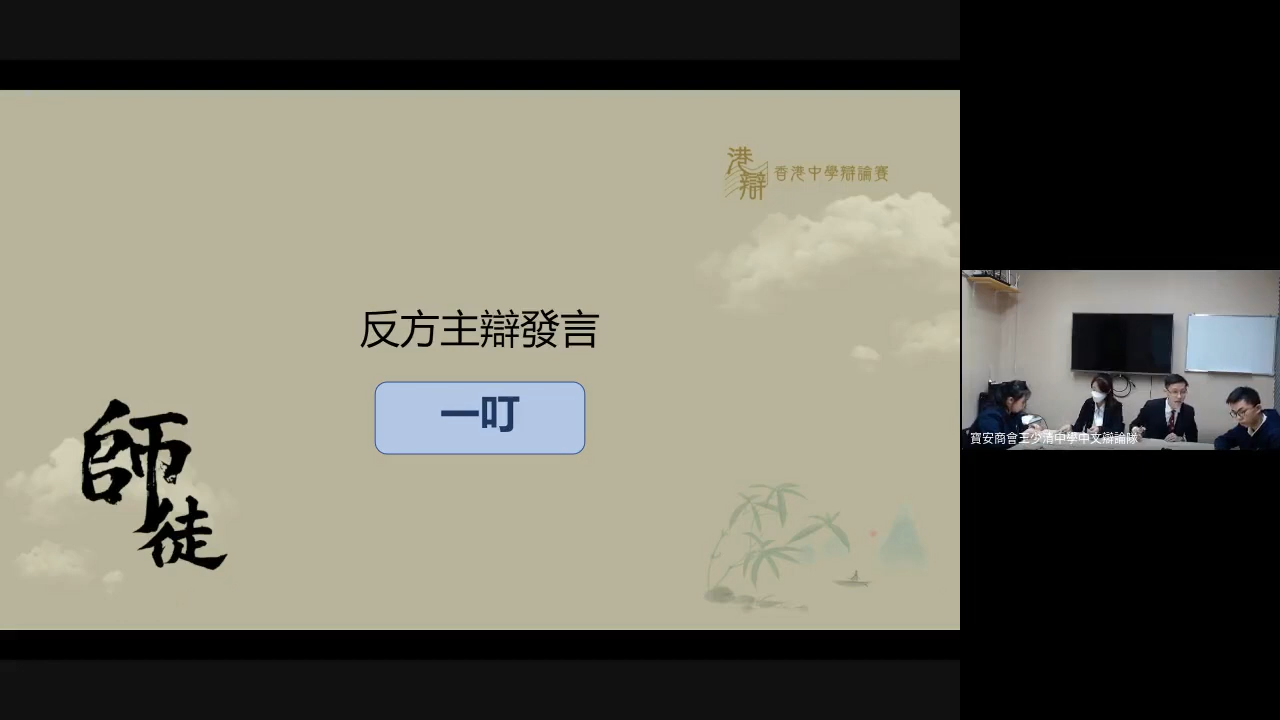 港辯
香港中學辯論賽
反方主辯發言
一叮
師徒
寶安商會王少清中學中文辯論隊